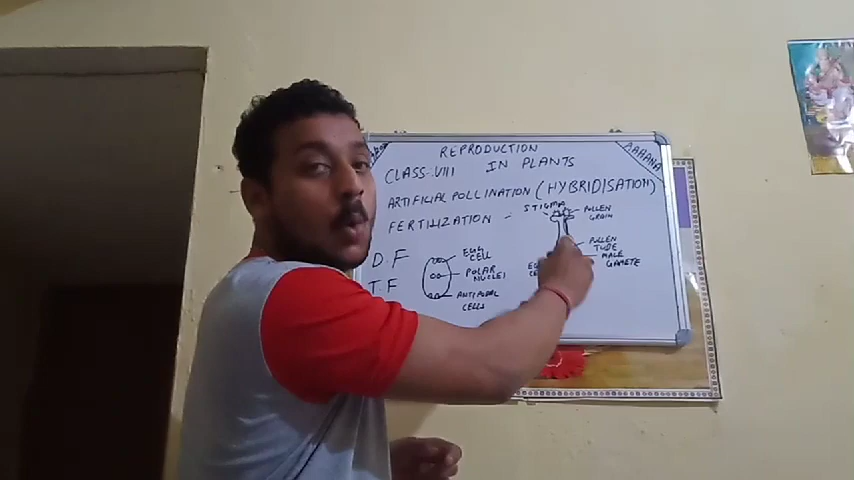 REPRODUCTION
CLASS-VIII IN PLANTS
ARTIFICIAL POLLINATION (HYBRIDISATION)
FERTILIZATION -
STIGMA
POLLEN
GRAIN
POLLEN
TUBE
MALE
GAMETE
D F
T F
EGG
CELL
POLAR
NUCLEI
ANTIPODAL
CELLS